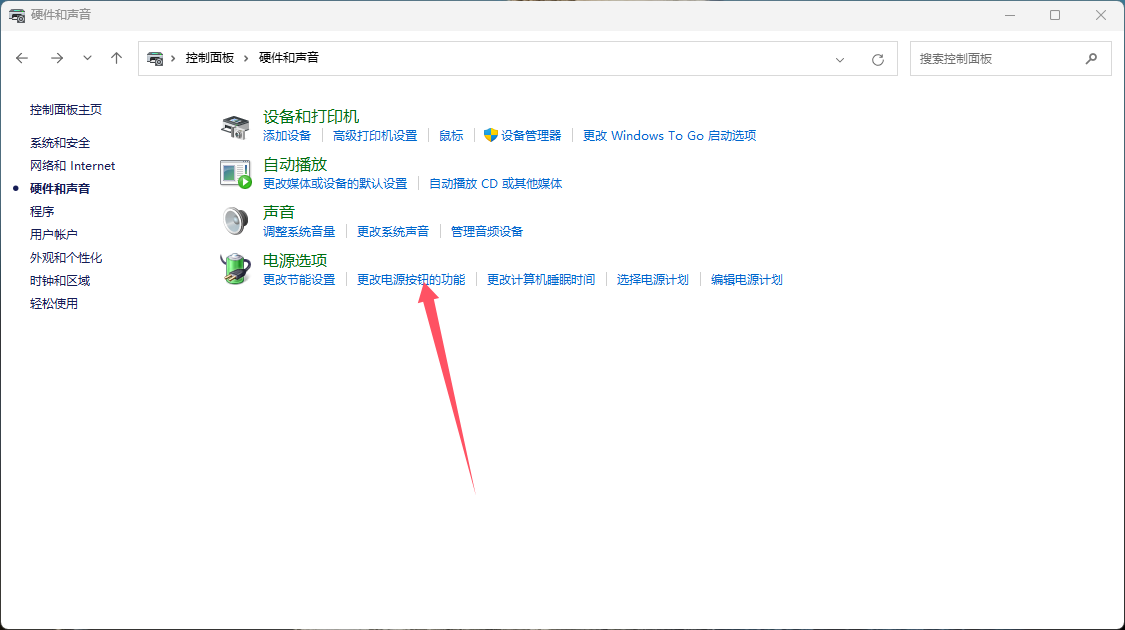 硬件和声音
控制面板 硬件和声音
搜索控制面板
控制面板主页
系统和安全
网络和 Internet
硬件和声音
程序
用户帐户
外观和个性化
时钟和区域
轻松使用
设备和打印机
添加设备 高级打印机设置 鼠标 设备管理器 更改 Windows To Go 启动选项
自动播放
更改媒体或设备的默认设置 自动播放 CD 或其他媒体
声音
调整系统音量 更改系统声音 管理音频设备
电源选项
更改节能设置 更改电源按钮的功能 更改计算机睡眠时间 选择电源计划 编辑电源计划